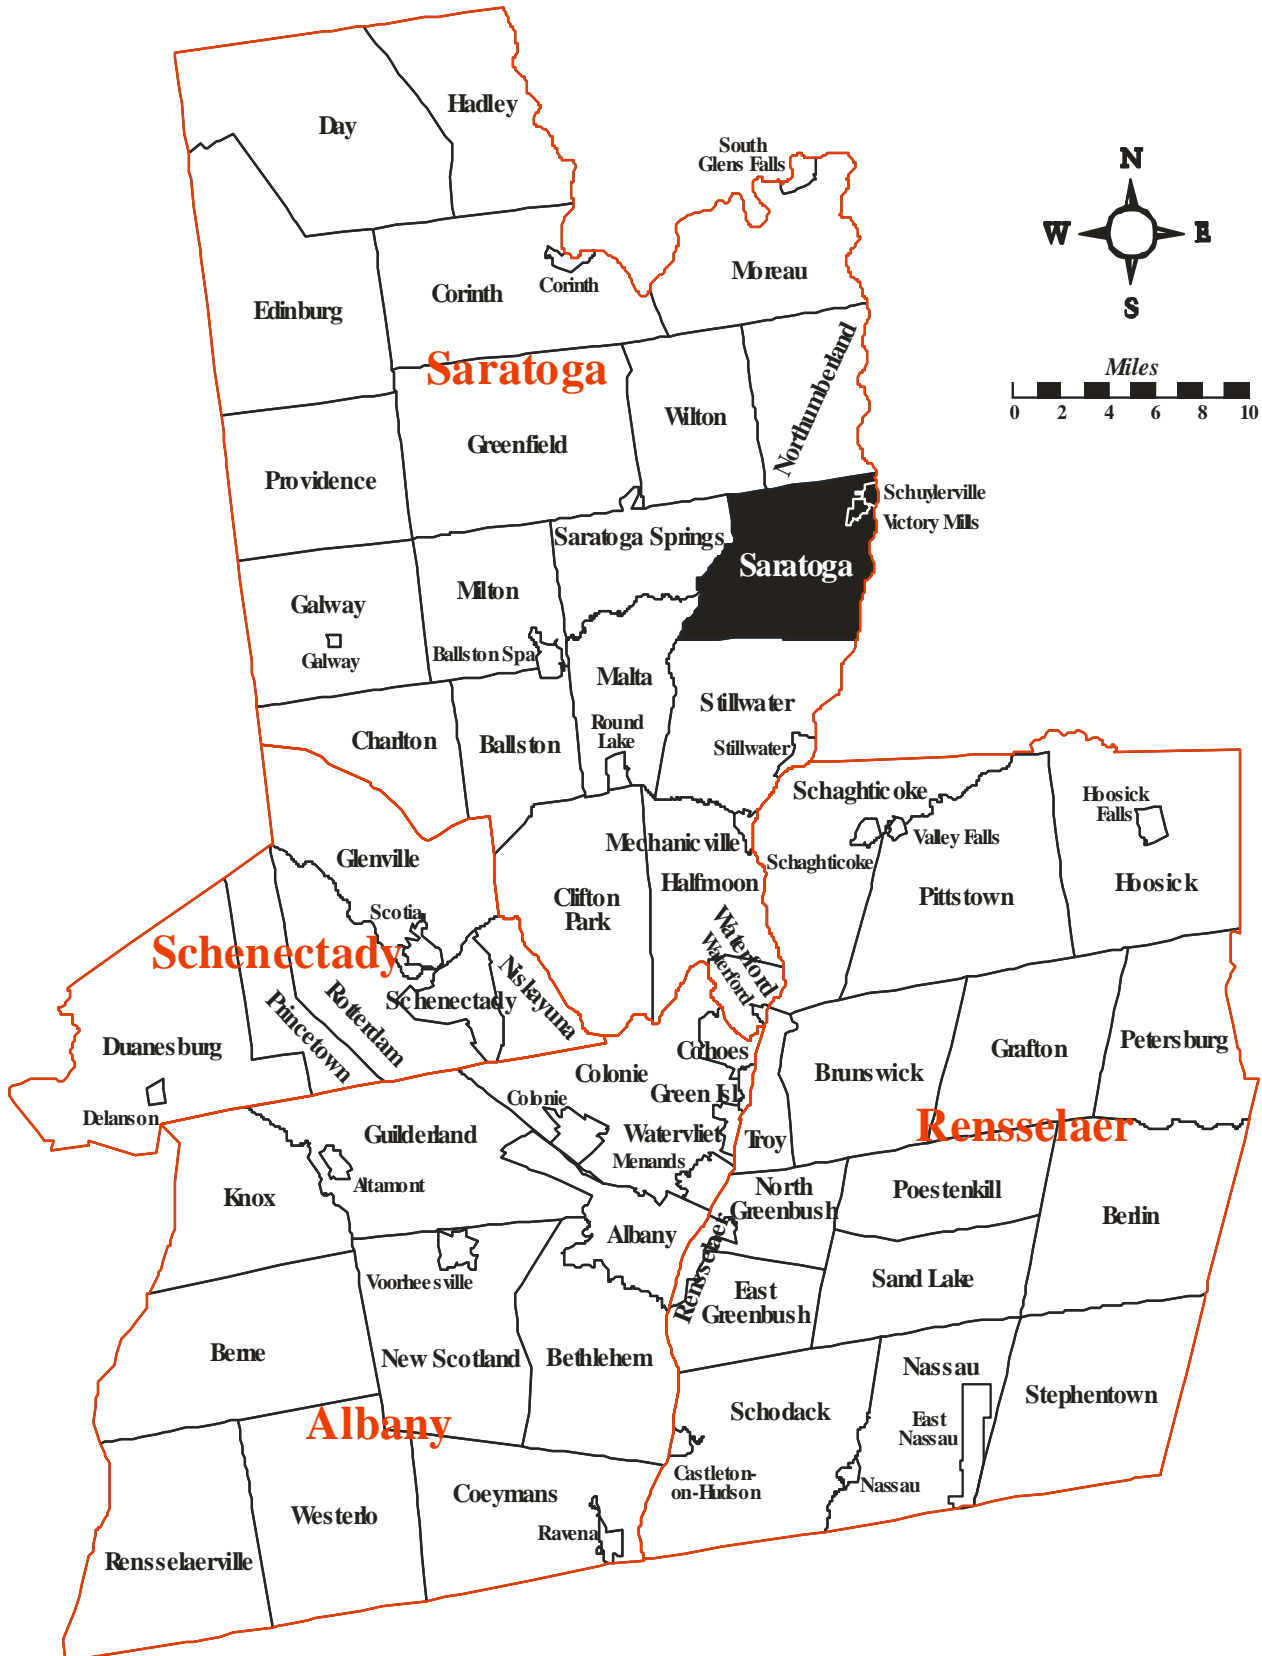 Hadley
Day
South
Glens Falls
N
W
E
S
Moreau
Corinth
Corinth
Edinburg
Miles
0 2 4 6 8 10
Saratoga
Northumberland
Wilton
Greenfield
Providence
Schuylerville
Victory Mills
Saratoga Springs
Saratoga
Milton
Galway
Galway
Ballston Spa
Malta
Stillwater
Round
Lake
Charlton
Ballston
Stillwater
Schaghticoke
Hoosick
Falls
Mechanicville
Valley Falls
Schaghticoke
Glenville
Halfmoon
Hoosick
Clifton
Park
Pittstown
Scotia
Waterford
Waterford
Schenectady
Niskayuna
Schenectady
Rotterdam
Princetown
Duanesburg
Cohoes
Grafton
Petersburg
Colonie
Brunswick
Green Isl.
Colonie
Delanson
Guilderland
Watervliet
Troy
Rensselaer
Menands
Altamont
Knox
North
Greenbush
Poestenkill
Berlin
Albany
Rensselaer
Voorheesville
Sand Lake
East
Greenbush
Berne
New Scotland
Bethlehem
Nassau
Stephentown
Albany
Schodack
East
Nassau
Castleton-
on-Hudson
Nassau
Coeymans
Westerlo
Ravena
Rensselaerville